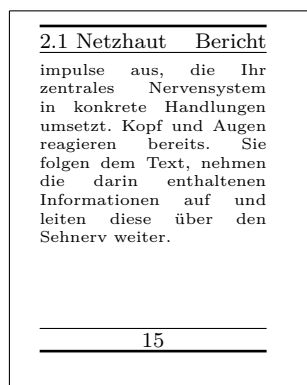 2.1 Netzhaut Bericht
impulse aus, die Ihr
zentrales Nervensystem
in konkrete Handlungen
umsetzt. Kopf und Augen
reagieren bereits. Sie
folgen dem Text, nehmen
die darin enthaltenen
Informationen auf und
leiten diese über den
Sehnerv weiter.
15